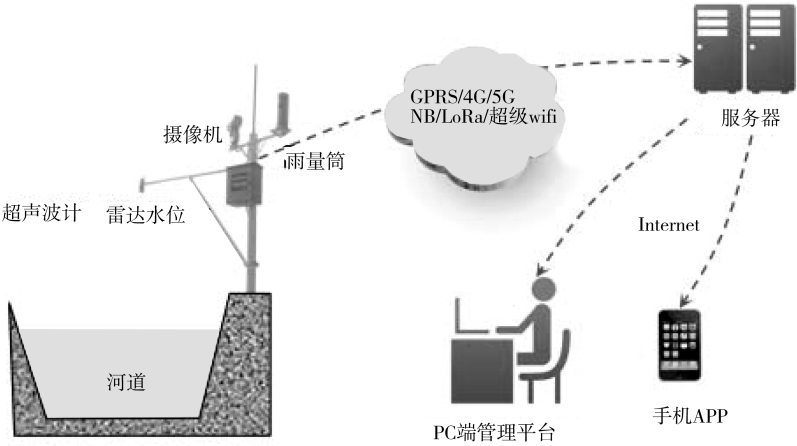 GPRS/4G/5G
NB/LoRa/超级wifi
服务器
摄像机
雨量筒
超声波计
雷达水位
Internet
河道
PC端管理平台
手机APP